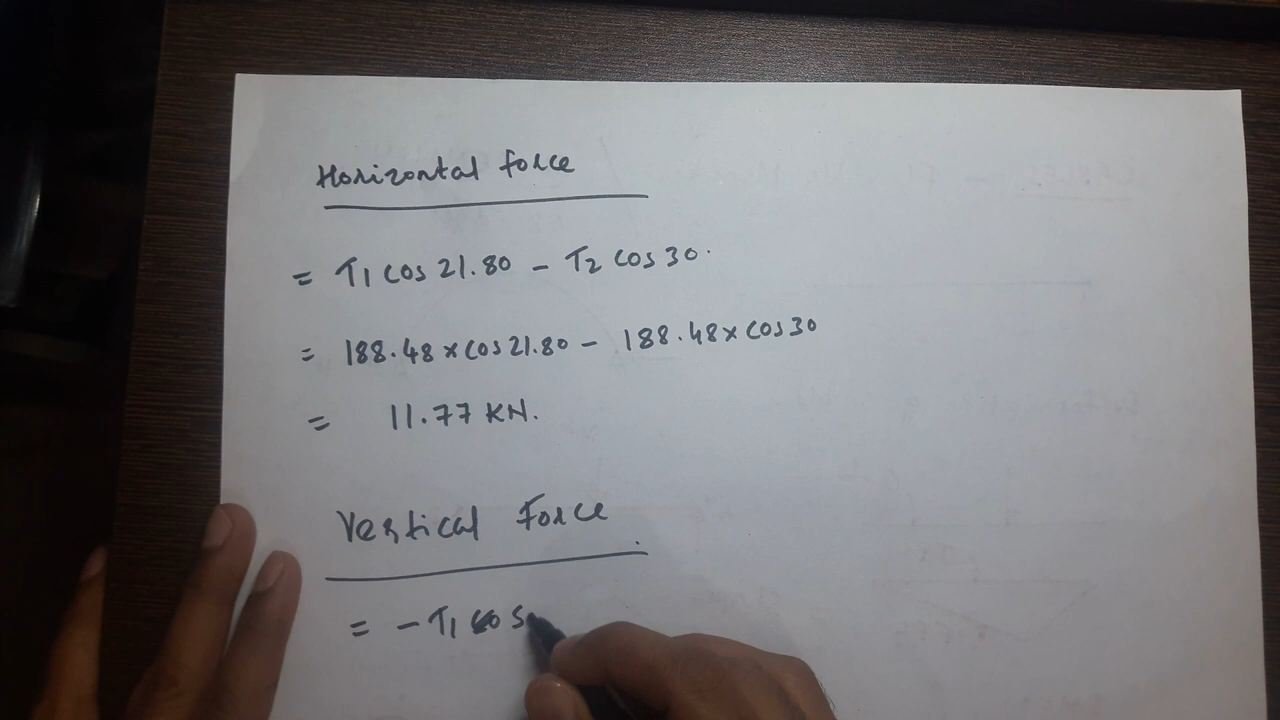 Horizontal force
= T1 cos 21.80 - T2 cos 30.
= 188.48 x cos 21.80 - 188.48 x cos 30
= 11.77 KN.
Vertical Force
= - T1 cos